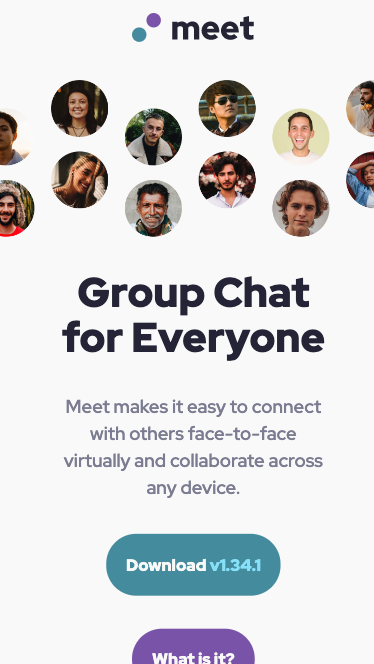 meet
Group Chat
for Everyone
Meet makes it easy to connect
with others face-to-face
virtually and collaborate across
any device.
Download v1.34.1
What is it?